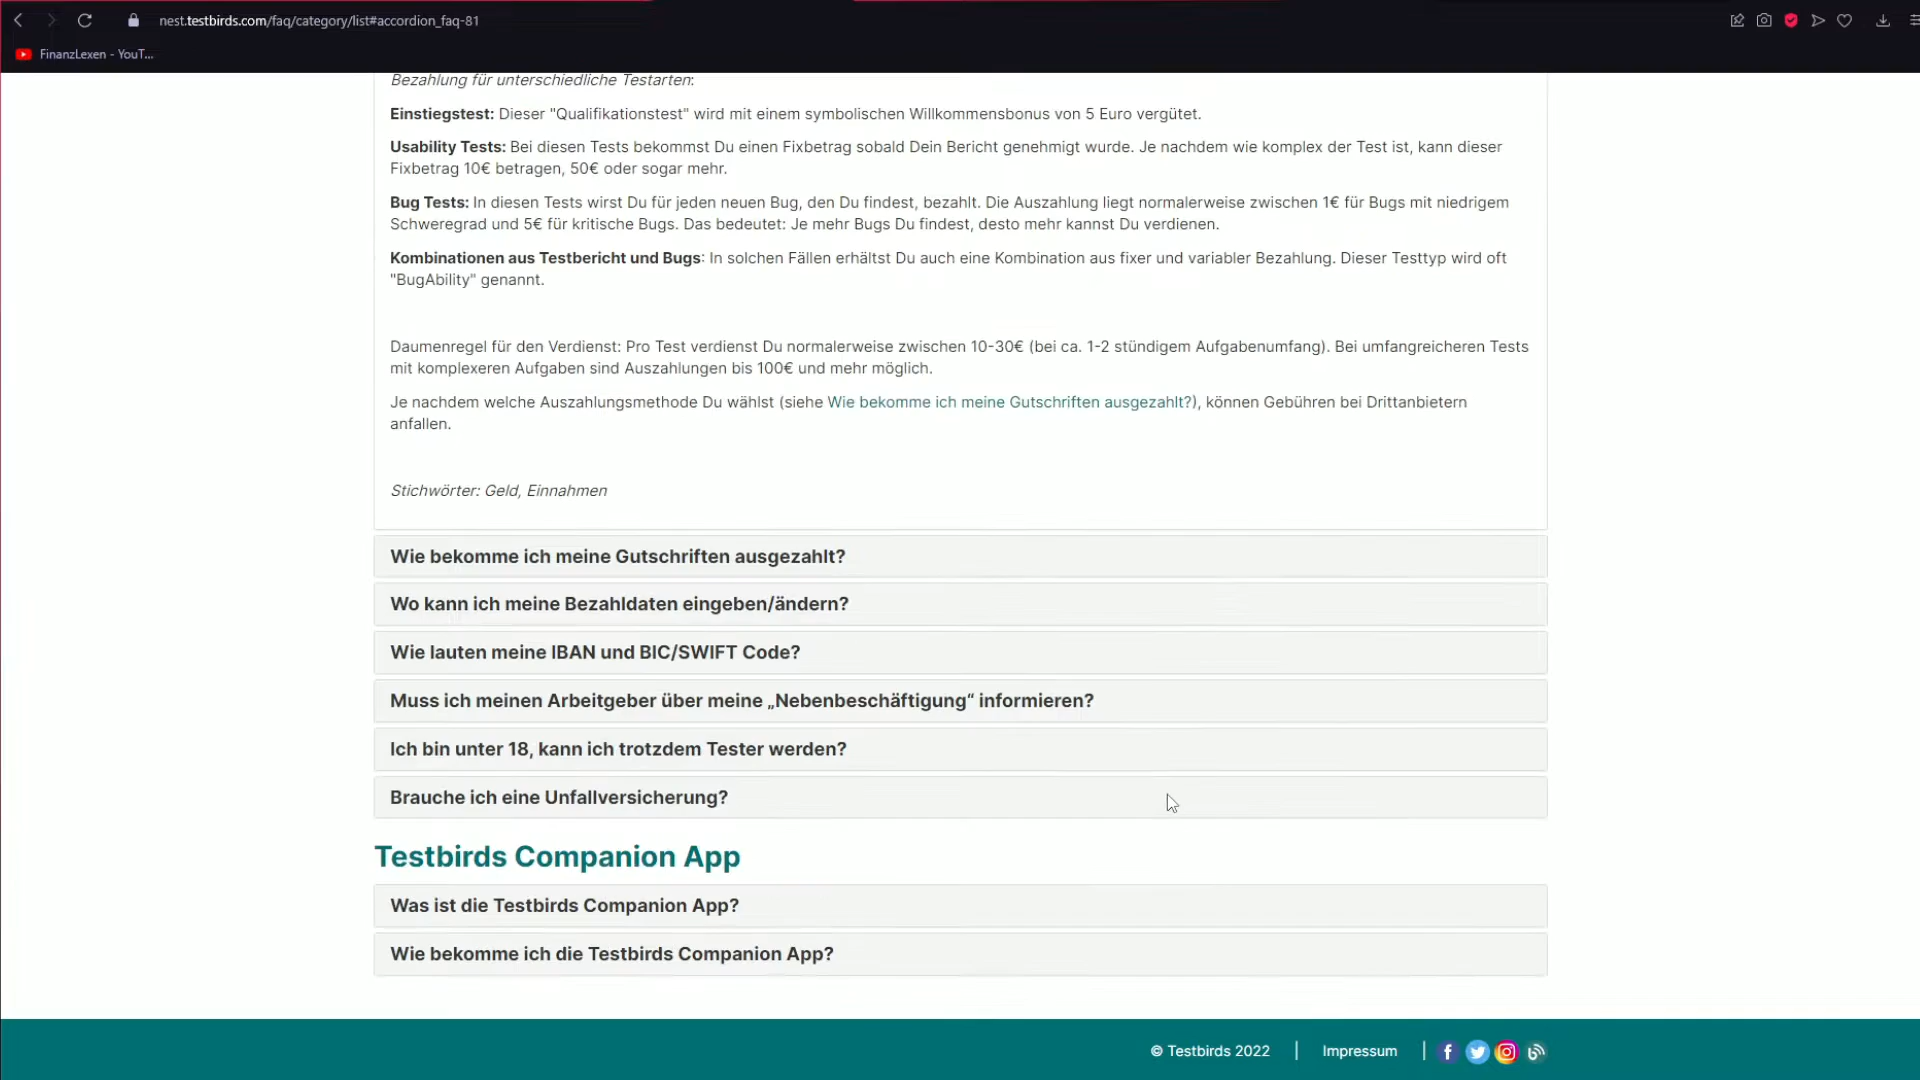 nest.testbirds.com/faq/category/list#accordion_faq-81
FinanzLexen - YouT...
Bezahlung für unterschiedliche Testarten:
Einstiegstest: Dieser "Qualifikationstest" wird mit einem symbolischen Willkommensbonus von 5 Euro vergütet.
Usability Tests: Bei diesen Tests bekommst Du einen Fixbetrag sobald Dein Bericht genehmigt wurde. Je nachdem wie komplex der Test ist, kann dieser
Fixbetrag 10€ betragen, 50€ oder sogar mehr.
Bug Tests: In diesen Tests wirst Du für jeden neuen Bug, den Du findest, bezahlt. Die Auszahlung liegt normalerweise zwischen 1€ für Bugs mit niedrigem
Schweregrad und 5€ für kritische Bugs. Das bedeutet: Je mehr Bugs Du findest, desto mehr kannst Du verdienen.
Kombinationen aus Testbericht und Bugs: In solchen Fällen erhältst Du auch eine Kombination aus fixer und variabler Bezahlung. Dieser Testtyp wird oft
"BugAbility" genannt.
Daumenregel für den Verdienst: Pro Test verdienst Du normalerweise zwischen 10-30€ (bei ca. 1-2 stündigem Aufgabenumfang). Bei umfangreicheren Tests
mit komplexeren Aufgaben sind Auszahlungen bis 100€ und mehr möglich.
Je nachdem welche Auszahlungsmethode Du wählst (siehe Wie bekomme ich meine Gutschriften ausgezahlt?), können Gebühren bei Drittanbietern
anfallen.
Stichwörter: Geld, Einnahmen
Wie bekomme ich meine Gutschriften ausgezahlt?
Wo kann ich meine Bezahldaten eingeben/ändern?
Wie lauten meine IBAN und BIC/SWIFT Code?
Muss ich meinen Arbeitgeber über meine „Nebenbeschäftigung“ informieren?
Ich bin unter 18, kann ich trotzdem Tester werden?
Brauche ich eine Unfallversicherung?
Testbirds Companion App
Was ist die Testbirds Companion App?
Wie bekomme ich die Testbirds Companion App?
© Testbirds 2022 | Impressum |